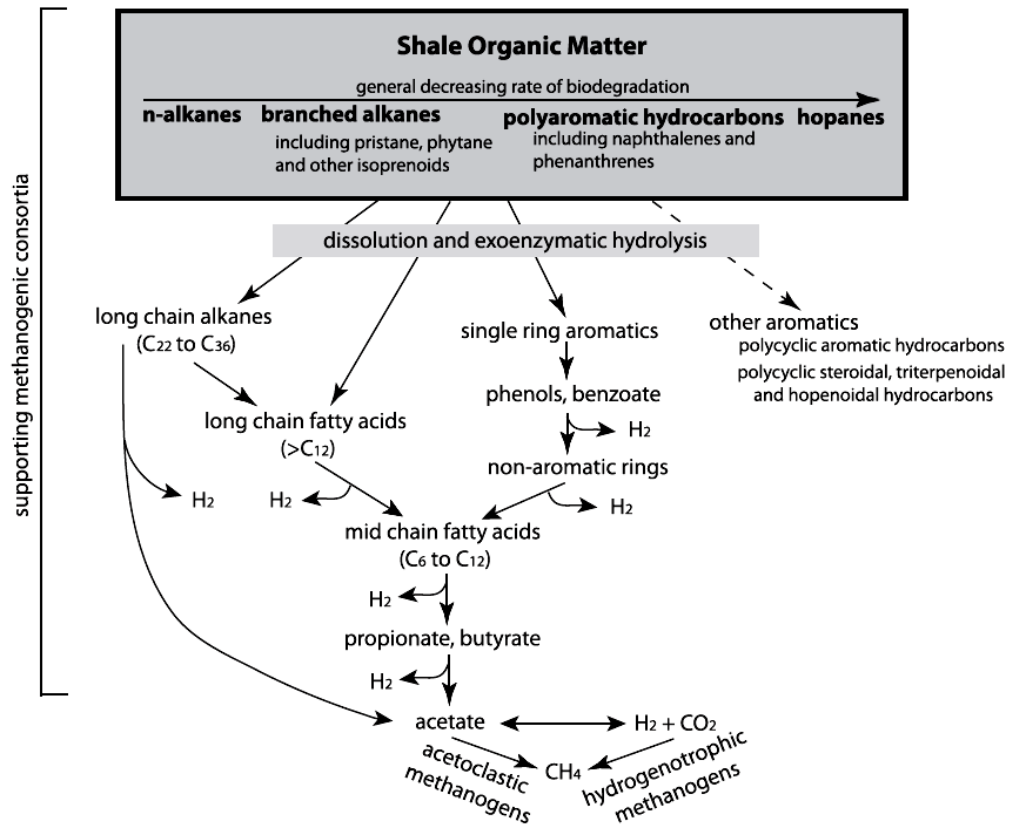 Shale Organic Matter
general decreasing rate of biodegradation
n-alkanes
branched alkanes
including pristane, phytane
and other isoprenoids
polyaromatic hydrocarbons
including naphthalenes and
phenanthrenes
hopanes
supporting methanogenic consortia
dissolution and exoenzymatic hydrolysis
long chain alkanes
(C22 to C36)
single ring aromatics
other aromatics
polycyclic aromatic hydrocarbons
polycyclic steroidal, triterpenoidal
and hopenoidal hydrocarbons
phenols, benzoate
long chain fatty acids
(>C12)
H2
non-aromatic rings
H2
H2
H2
mid chain fatty acids
(C6 to C12)
H2
propionate, butyrate
H2
acetate
H2 + CO2
CH4
acetoclastic
methanogens
hydrogenotrophic
methanogens